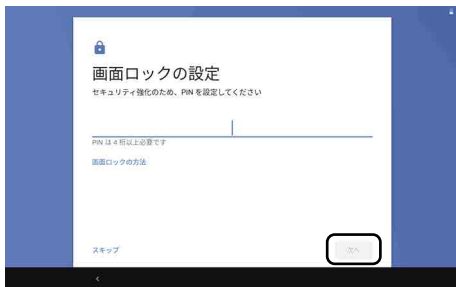 画面ロックの設定
セキュリティ強化のため、PIN を設定してください
PIN は 4 桁以上必要です
画面ロックの方法
スキップ
次へ